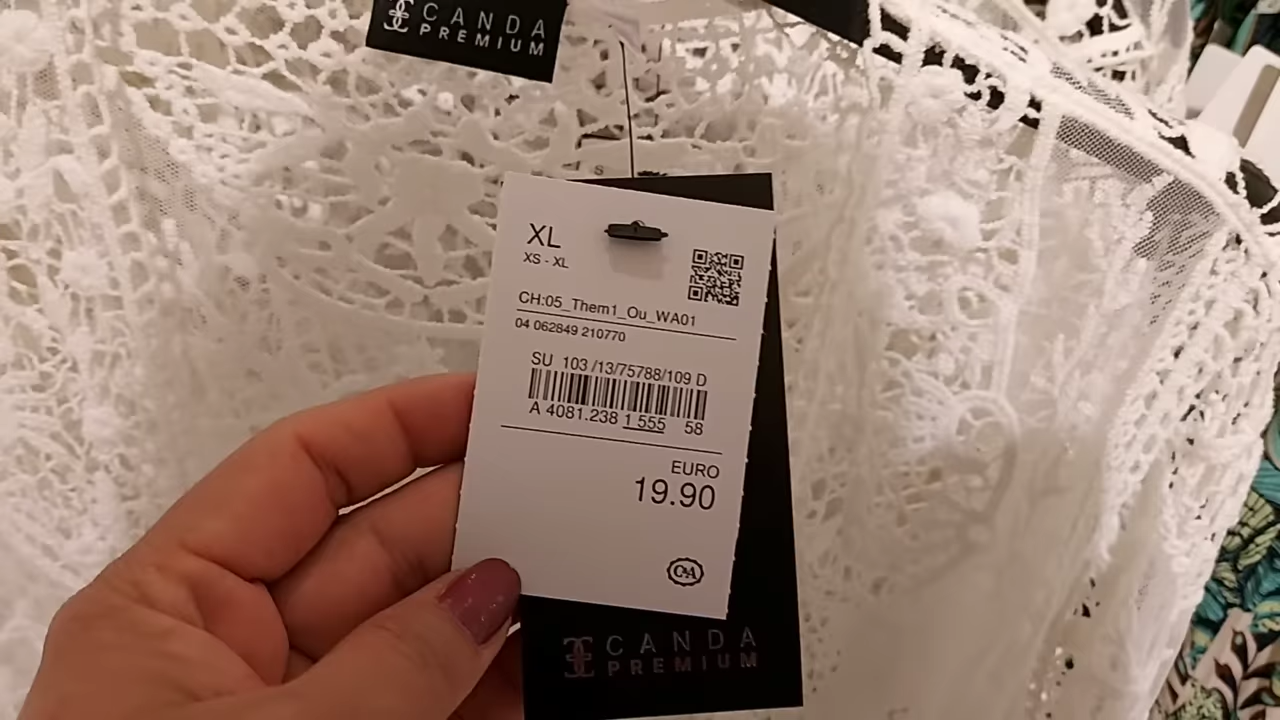 CANDA
PREMIUM
S
XL
XS - XL
CH:05_Them1_Ou_WA01
04 062849 210770
SU 103 /13/75788/109 D
A 4081.238 1 555 58
EURO
19.90
C&A
CANDA
PREMIUM